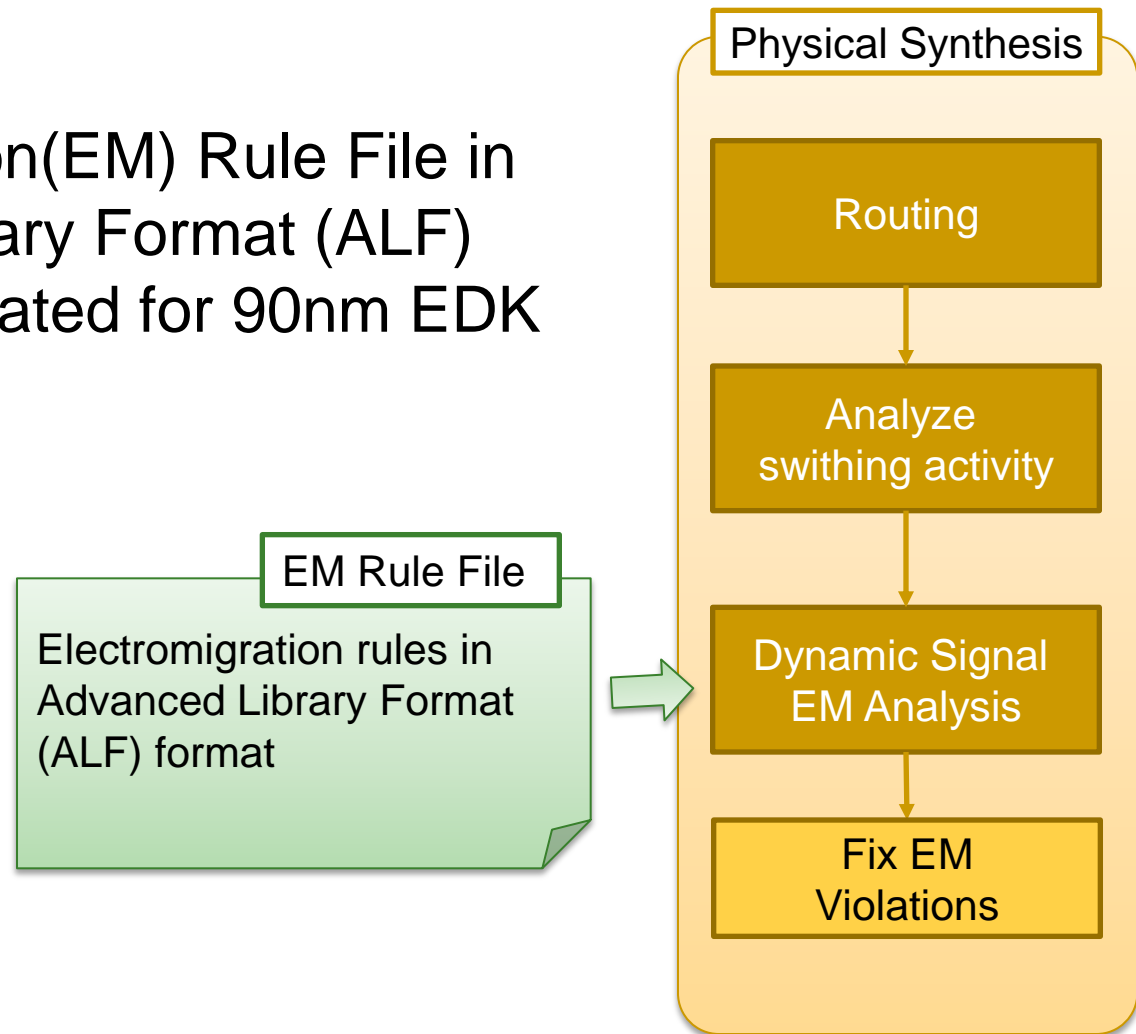 on(EM) Rule File in
ary Format (ALF)
ated for 90nm EDK
Physical Synthesis
Routing
Analyze
swithing activity
EM Rule File
Electromigration rules in
Advanced Library Format
(ALF) format
Dynamic Signal
EM Analysis
Fix EM
Violations